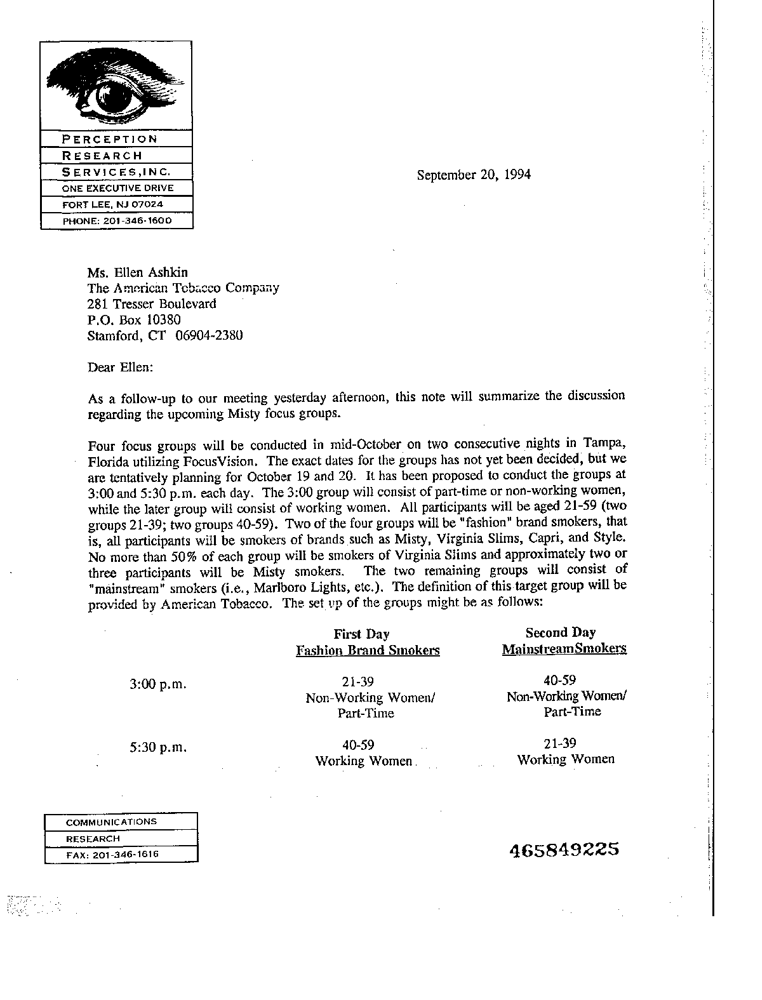 PERCEPTION
RESEARCH
SERVICES,INC.
ONE EXECUTIVE DRIVE
FORT LEE, NJ 07024
PHONE: 201-346-1600
September 20, 1994
Ms. Ellen Ashkin
The American Tobacco Company
281 Tresser Boulevard
P.O. Box 10380
Stamford, CT 06904-2380
Dear Ellen:
As a follow-up to our meeting yesterday afternoon, this note will summarize the discussion
regarding the upcoming Misty focus groups.
Four focus groups will be conducted in mid-October on two consecutive nights in Tampa,
Florida utilizing FocusVision. The exact dates for the groups has not yet been decided, but we
are tentatively planning for October 19 and 20. It has been proposed to conduct the groups at
3:00 and 5:30 p.m. each day. The 3:00 group will consist of part-time or non-working women,
while the later group will consist of working women. All participants will be aged 21-59 (two
groups 21-39; two groups 40-59). Two of the four groups will be "fashion" brand smokers, that
is, all participants will be smokers of brands such as Misty, Virginia Slims, Capri, and Style.
No more than 50% of each group will be smokers of Virginia Slims and approximately two or
three participants will be Misty smokers. The two remaining groups will consist of
"mainstream" smokers (i.e., Marlboro Lights, etc.). The definition of this target group will be
provided by American Tobacco. The set up of the groups might be as follows:
First Day Second Day
Fashion Brand Smokers MainstreamSmokers
3:00 p.m. 21-39 40-59
Non-Working Women/ Non-Working Women/
Part-Time Part-Time
5:30 p.m. 40-59 21-39
Working Women Working Women
COMMUNICATIONS
RESEARCH
FAX: 201-346-1616
465849225